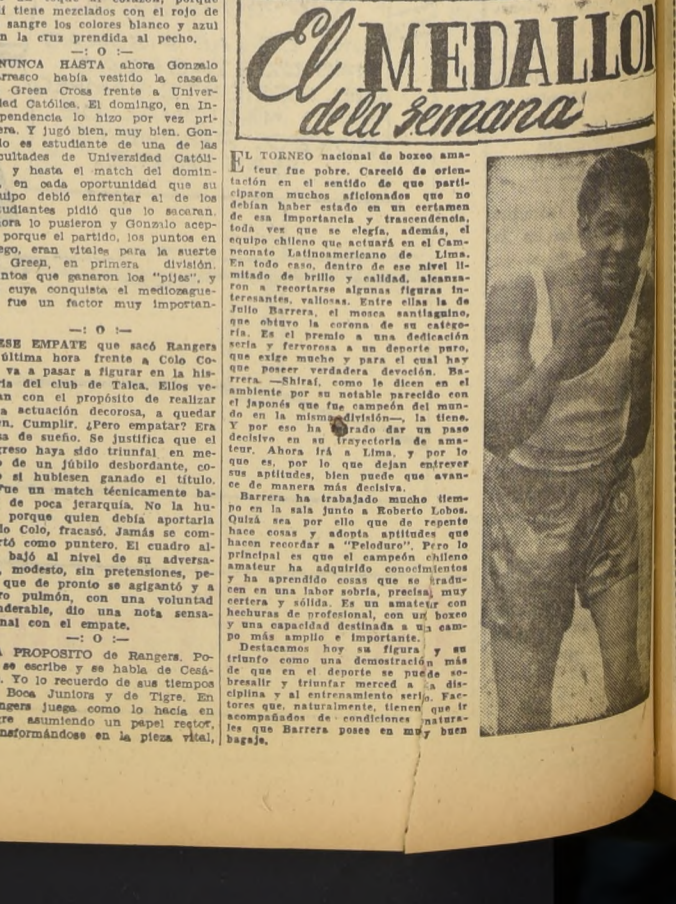 í tiene mezclados con el rojo de
sangre los colores blanco y azul
n la cruz prendida al pecho.
—: O :—
NUNCA HASTA ahora Gonzalo
rrasco había vestido la casada
Green Cross frente a Univer-
dad Católica. El domingo, en In-
pendencia lo hizo por vez pri-
era. Y jugó bien, muy bien. Gon-
lo es estudiante de una de las
cultades de Universidad Católi-
y hasta el match del domin-
, en cada oportunidad que su
uipo debió enfrentar al de los
tudiantes pidió que lo sacaran.
hora lo pusieron y Gonzalo acep-
porque el partido, los puntos en
ego, eran vitales para la suerte
Green, en primera división.
ntos que ganaron los "pijes", y
cuya conquista el mediozague-
fue un factor muy importan-
—: O :—
ESE EMPATE que sacó Rangers
última hora frente a Colo Co-
va a pasar a figurar en la his-
ria del club de Talca. Ellos ve-
an con el propósito de realizar
a actuación decorosa, a quedar
n. Cumplir. ¿Pero empatar? Era
sa de sueño. Se justifica que el
greso haya sido triunfal, en me-
de un júbilo desbordante, co-
si hubiesen ganado el título.
Fue un match técnicamente ba-
de poca jerarquía. No la hu-
porque quien debía aportarla
lo Colo, fracasó. Jamás se com-
rtó como puntero. El cuadro al-
bajó al nivel de su adversa-
, modesto, sin pretensiones, pe-
que de pronto se agigantó y a
ro pulmón, con una voluntad
nderable, dio una nota sensa-
nal con el empate.
—: O :—
A PROPOSITO de Rangers. Po-
se escribe y se habla de Cesá-
. Yo lo recuerdo de sus tiempos
Boca Juniors y de Tigre. En
ngers juega como lo hacía en
gre asumiendo un papel rector,
nsformándose en la pieza vital,
El MEDALLON
de la semana
EL TORNEO nacional de boxeo ama-
teur fue pobre. Careció de orien-
tación en el sentido de que parti-
ciparon muchos aficionados que no
debían haber estado en un certamen
de esa importancia y trascendencia,
toda vez que se elegía, además, el
equipo chileno que actuará en el Cam-
peonato Latinoamericano de Lima.
En todo caso, dentro de ese nivel li-
mitado de brillo y calidad, alcanza-
ron a recortarse algunas figuras in-
teresantes, valiosas. Entre ellas la de
Julio Barrera, el mosca santiaguino,
que obtuvo la corona de su catego-
ría. Es el premio a una dedicación
seria y fervorosa a un deporte puro,
que exige mucho y para el cual hay
que poseer verdadera devoción. Ba-
rrera. —Shirai, como le dicen en el
ambiente por su notable parecido con
el japonés que fue campeón del mun-
do en la misma división—, la tiene.
Y por eso ha rado dar un paso
decisivo en su trayectoria de ama-
teur. Ahora irá a Lima, y por lo
que es, por lo que dejan entrever
sus aptitudes, bien puede que avan-
ce de manera más decisiva.
Barrera ha trabajado mucho tiem-
po en la sala junto a Roberto Lobos.
Quizá sea por ello que de repente
hace cosas y adopta aptitudes que
hacen recordar a "Peloduro". Pero lo
principal es que el campeón chileno
amateur ha adquirido conocimientos
y ha aprendido cosas que se tradu-
cen en una labor sobria, precisa, muy
certera y sólida. Es un amateur con
hechuras de profesional, con un boxeo
y una capacidad destinada a un cam-
po más amplio e importante.
Destacamos hoy su figura y su
triunfo como una demostración más
de que en el deporte se puede so-
bresalir y triunfar merced a la dis-
ciplina y al entrenamiento serio. Fac-
tores que, naturalmente, tienen que ir
acompañados de condiciones natura-
les que Barrera posee en muy buen
bagaje.